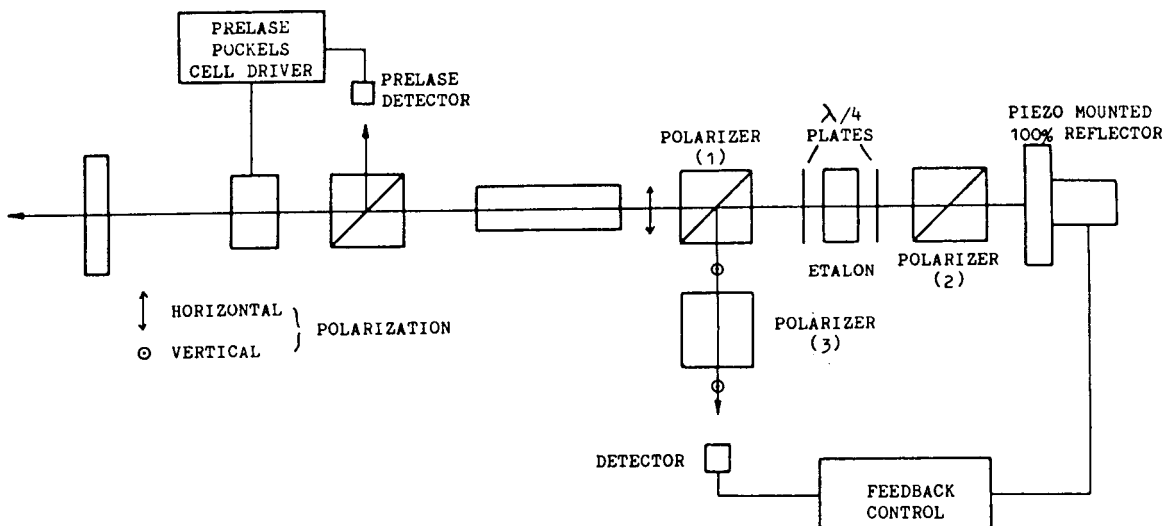 PRELASE
POCKELS
CELL DRIVER
PRELASE
DETECTOR
POLARIZER
(1)
λ/4
PLATES
PIEZO MOUNTED
100% REFLECTOR
ETALON
POLARIZER
(2)
HORIZONTAL
VERTICAL
POLARIZATION
POLARIZER
(3)
DETECTOR
FEEDBACK
CONTROL